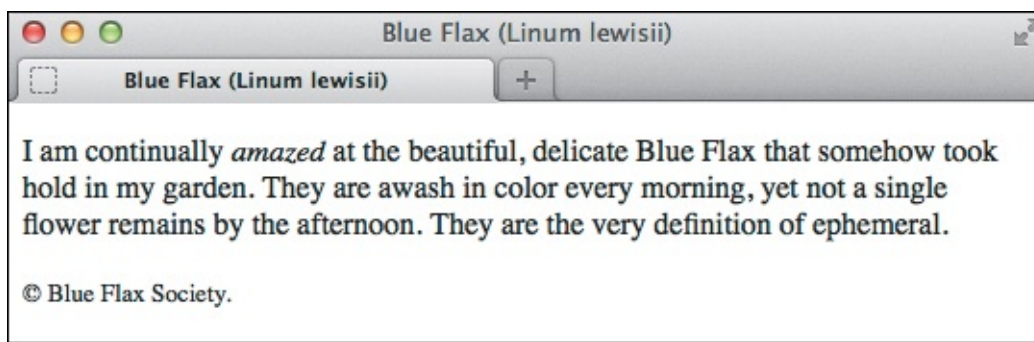 Blue Flax (Linum lewisii)
Blue Flax (Linum lewisii)
I am continually amazed at the beautiful, delicate Blue Flax that somehow took
hold in my garden. They are awash in color every morning, yet not a single
flower remains by the afternoon. They are the very definition of ephemeral.
© Blue Flax Society.